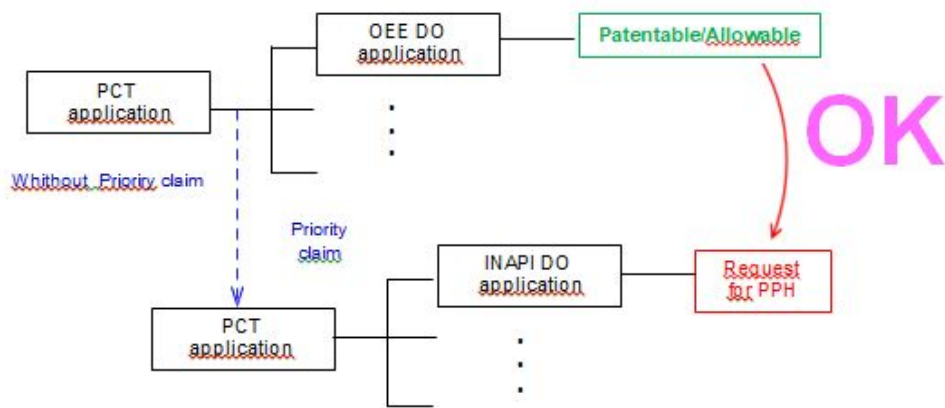 OEE DO
application
Patentable/Allowable
PCT
application
OK
Whithout Prioriry claim
Priority
claim
INAPI DO
application
Request
for PPH
PCT
application